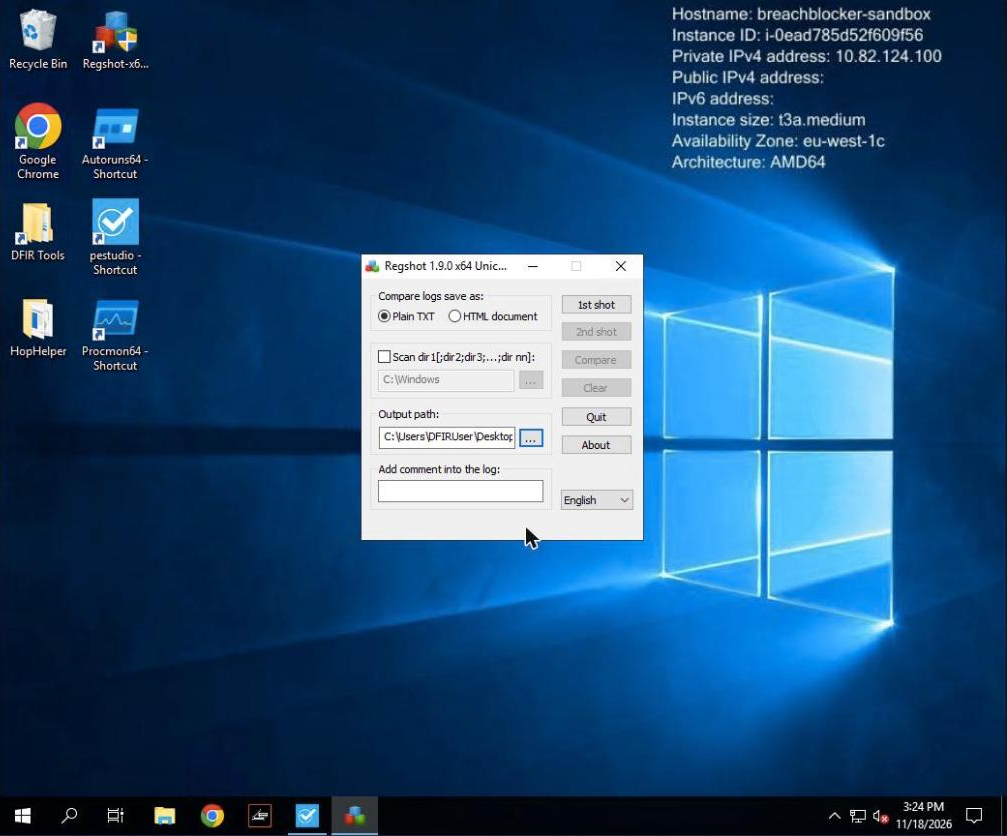 Hostname: breachblocker-sandbox
Instance ID: i-0ead785d52f609f56
Private IPv4 address: 10.82.124.100
Public IPv4 address:
IPv6 address:
Instance size: t3a.medium
Availability Zone: eu-west-1c
Architecture: AMD64
Recycle Bin
Regshot-x6...
Google
Chrome
Autoruns64 -
Shortcut
DFIR Tools
pestudio -
Shortcut
HopHelper
Procmon64 -
Shortcut
Regshot 1.9.0 x64 Unic...
Compare logs save as:
Plain TXT
HTML document
Scan dir1[;dir2;dir3;...;dir nn]:
C:\Windows
...
Output path:
C:\Users\DFIRUser\Desktop
...
Add comment into the log:
1st shot
2nd shot
Compare
Clear
Quit
About
English
3:24 PM
11/18/2026